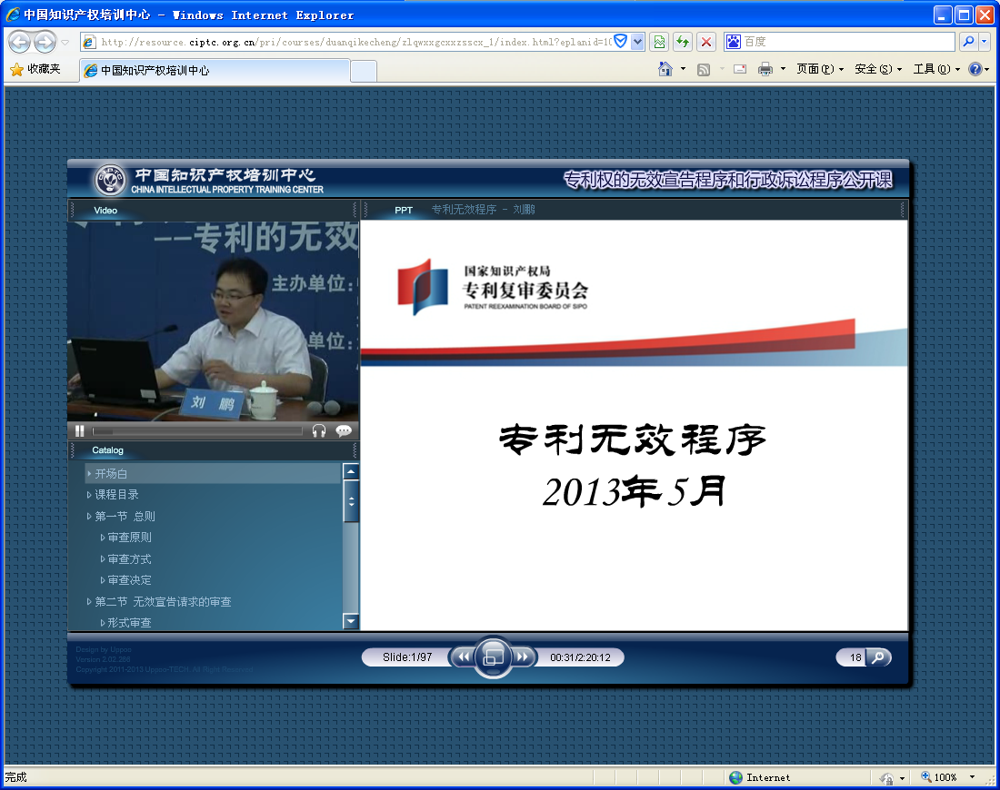 中国知识产权培训中心 - Windows Internet Explorer
http://resource.ciptc.org.cn/pri/courses/duanqikecheng/zlqwxxgcxxzsscx_1/index.html?eplanid=10
百度
收藏夹
中国知识产权培训中心
页面(P)
安全(S)
工具(O)
中国知识产权培训中心
CHINA INTELLECTUAL PROPERTY TRAINING CENTER
专利权的无效宣告程序和行政诉讼程序公开课
Video
PPT
专利无效程序 - 刘鹏
--专利的无效
主办单位:
单位:
刘 鹏
国家知识产权局
专利复审委员会
PATENT REEXAMINATION BOARD OF SIPO
专利无效程序
2013年5月
Catalog
开场白
课程目录
第一节 总则
审查原则
审查方式
审查决定
第二节 无效宣告请求的审查
形式审查
Design by Uppoo
Version 2.02.266
Copyright 2011-2013 Uppoo-TECH. All Right Reserved
Slide:1/97
00:31/2:20:12
18
完成
Internet
100%